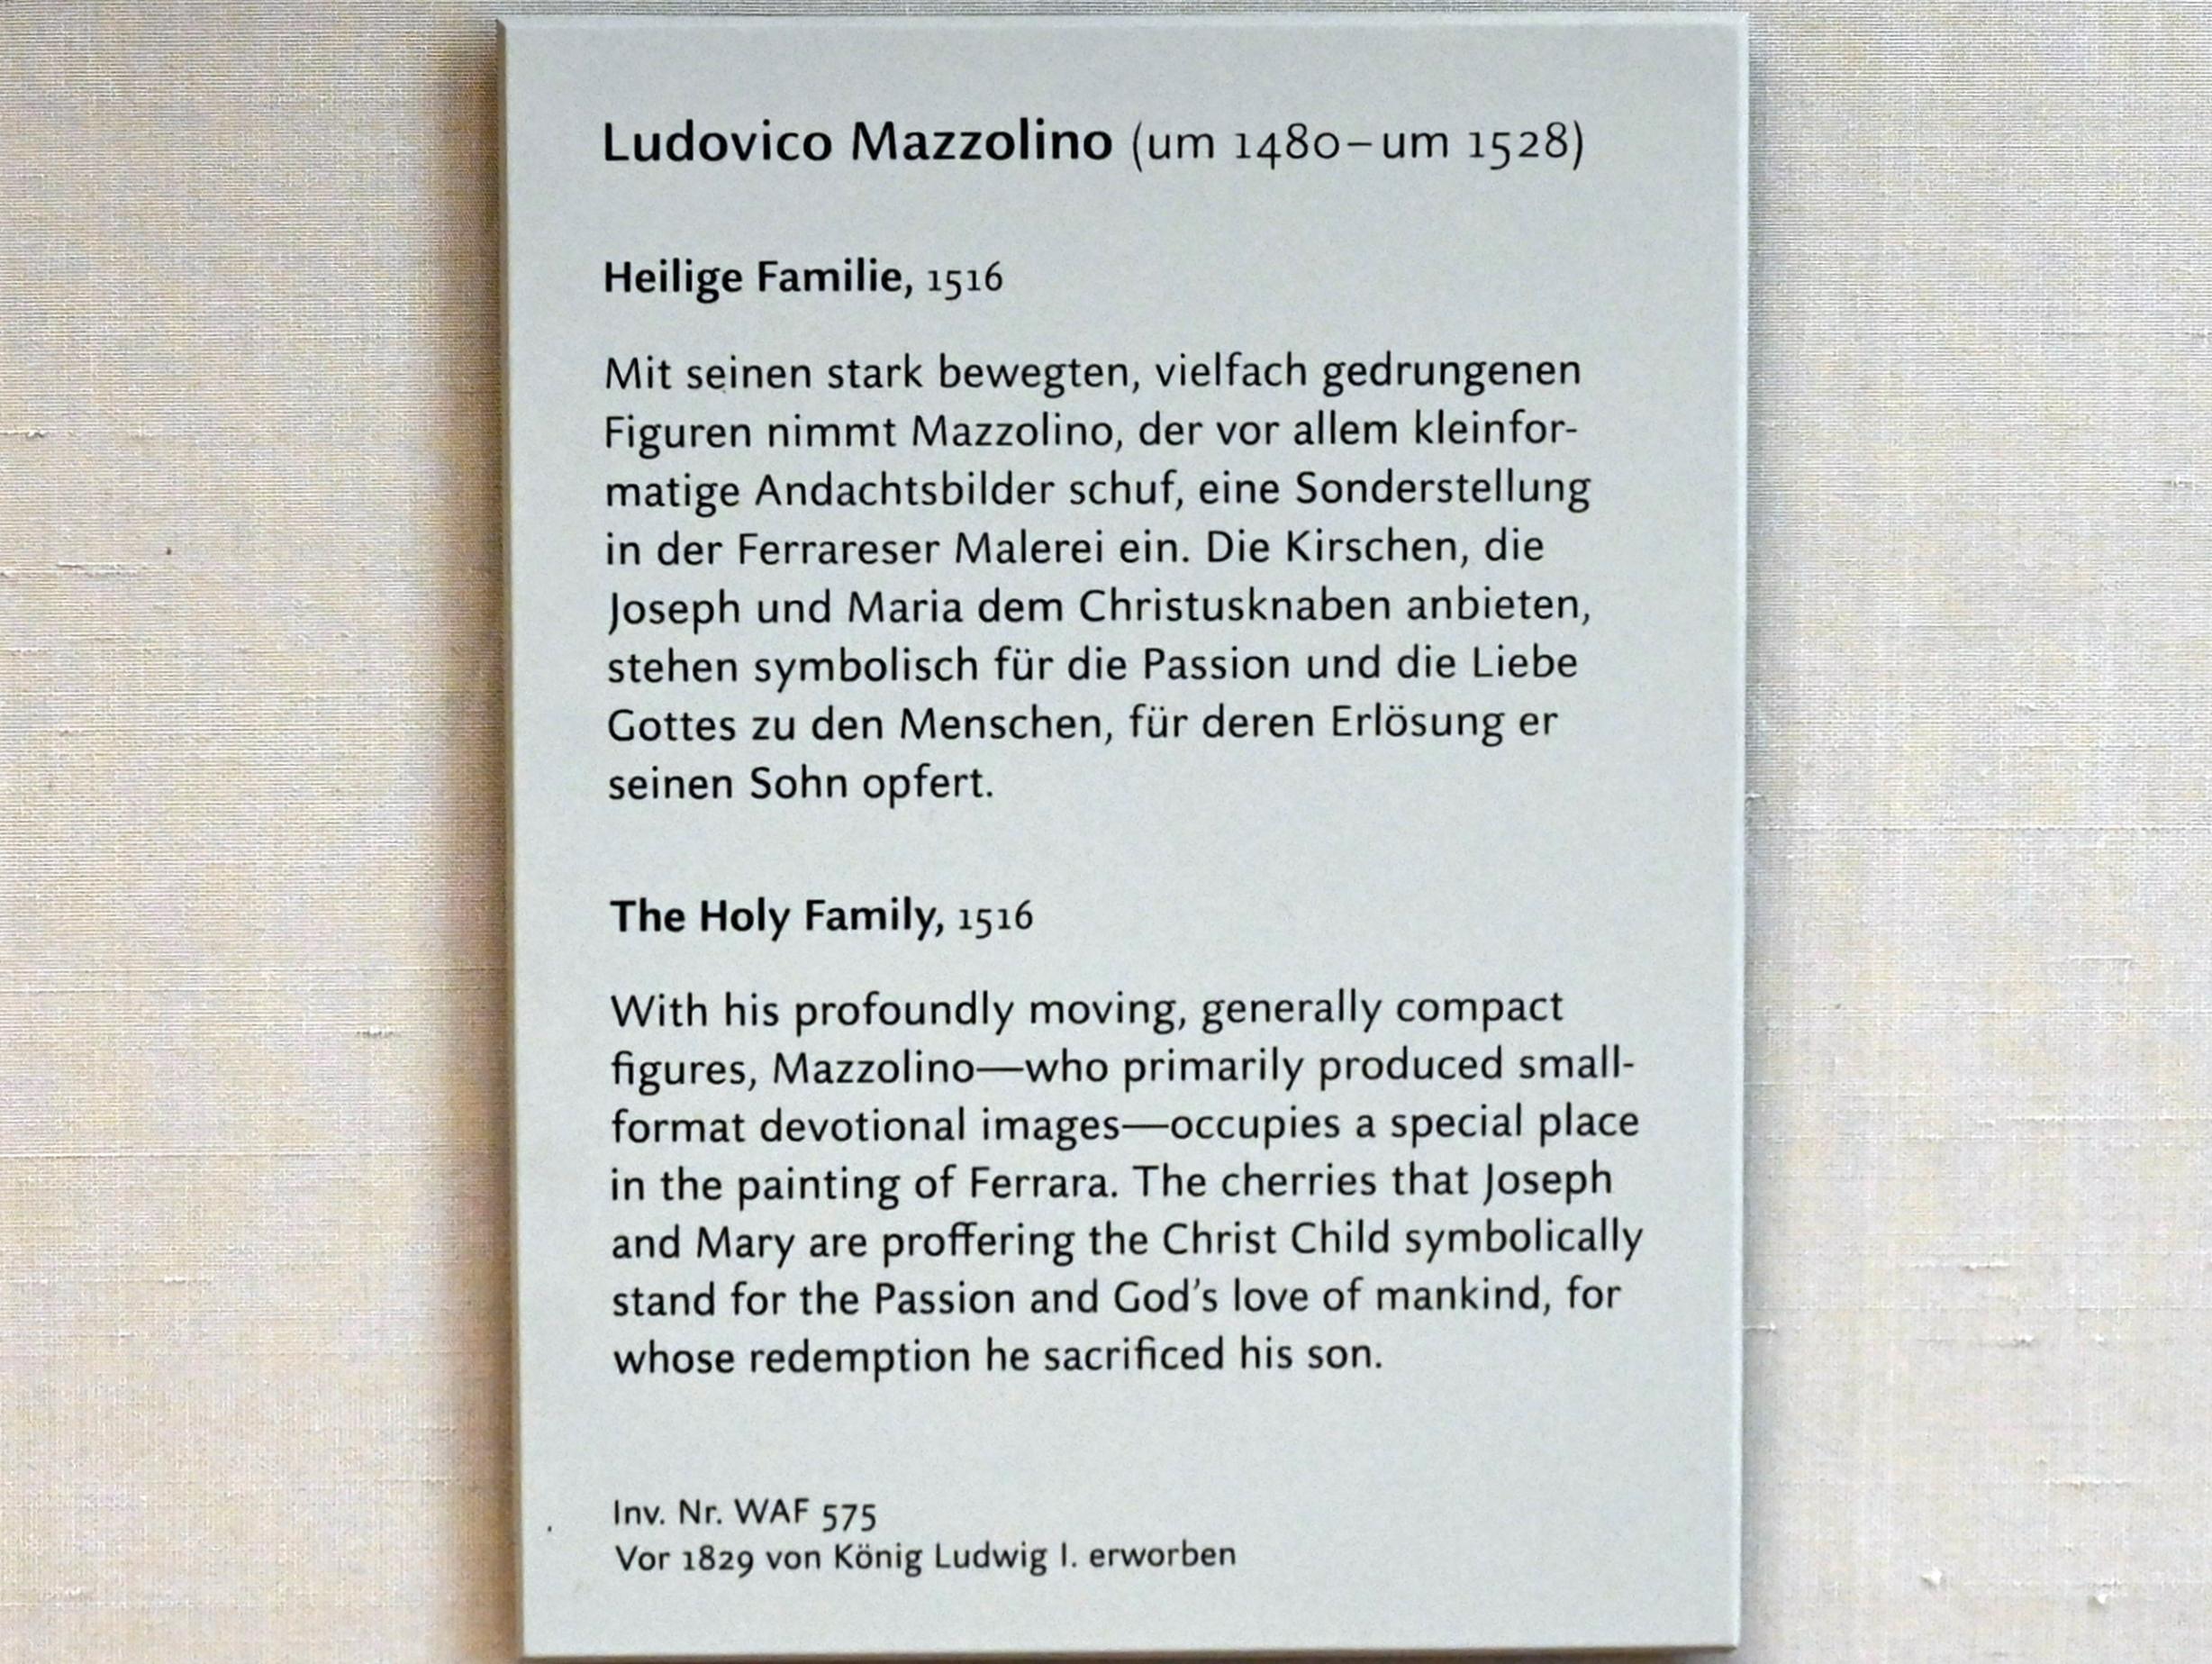 Ludovico Mazzolino (um 1480–um 1528)
Heilige Familie, 1516
Mit seinen stark bewegten, vielfach gedrungenen
Figuren nimmt Mazzolino, der vor allem kleinfor-
matige Andachtsbilder schuf, eine Sonderstellung
in der Ferrareser Malerei ein. Die Kirschen, die
Joseph und Maria dem Christusknaben anbieten,
stehen symbolisch für die Passion und die Liebe
Gottes zu den Menschen, für deren Erlösung er
seinen Sohn opfert.
The Holy Family, 1516
With his profoundly moving, generally compact
figures, Mazzolino—who primarily produced small-
format devotional images—occupies a special place
in the painting of Ferrara. The cherries that Joseph
and Mary are proffering the Christ Child symbolically
stand for the Passion and God's love of mankind, for
whose redemption he sacrificed his son.
Inv. Nr. WAF 575
Vor 1829 von König Ludwig I. erworben